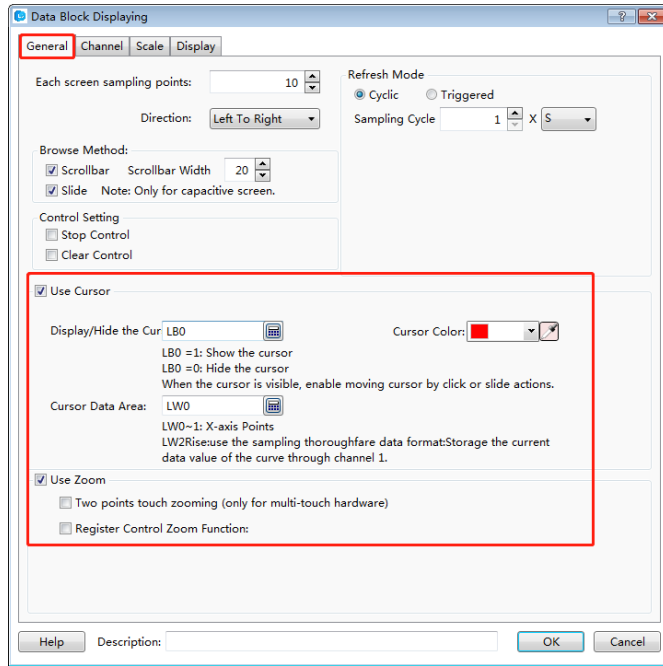 Data Block Displaying
General Channel Scale Display
Each screen sampling points: 10
Direction: Left To Right
Browse Method:
Scrollbar Scrollbar Width 20
Slide Note: Only for capacitive screen.
Control Setting
Stop Control
Clear Control
Refresh Mode
Cyclic Triggered
Sampling Cycle 1 X S
Use Cursor
Display/Hide the Cur LB0 Cursor Color:
LB0 =1: Show the cursor
LB0 =0: Hide the cursor
When the cursor is visible, enable moving cursor by click or slide actions.
Cursor Data Area: LW0
LW0~1: X-axis Points
LW2Rise:use the sampling thoroughfare data format:Storage the current
data value of the curve through channel 1.
Use Zoom
Two points touch zooming (only for multi-touch hardware)
Register Control Zoom Function:
Help Description: OK Cancel